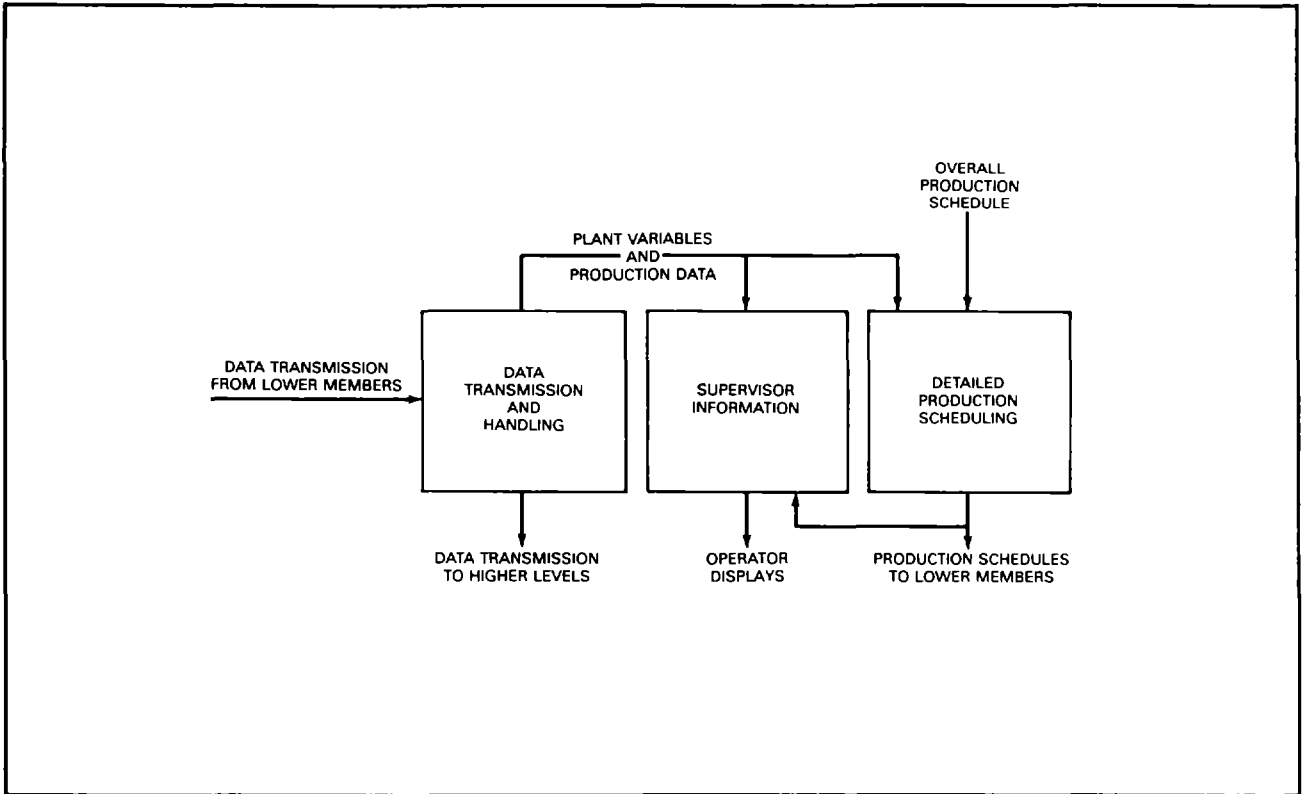 OVERALL
PRODUCTION
SCHEDULE
PLANT VARIABLES
AND
PRODUCTION DATA
DATA TRANSMISSION
FROM LOWER MEMBERS
DATA
TRANSMISSION
AND
HANDLING
SUPERVISOR
INFORMATION
DETAILED
PRODUCTION
SCHEDULING
DATA TRANSMISSION
TO HIGHER LEVELS
OPERATOR
DISPLAYS
PRODUCTION SCHEDULES
TO LOWER MEMBERS